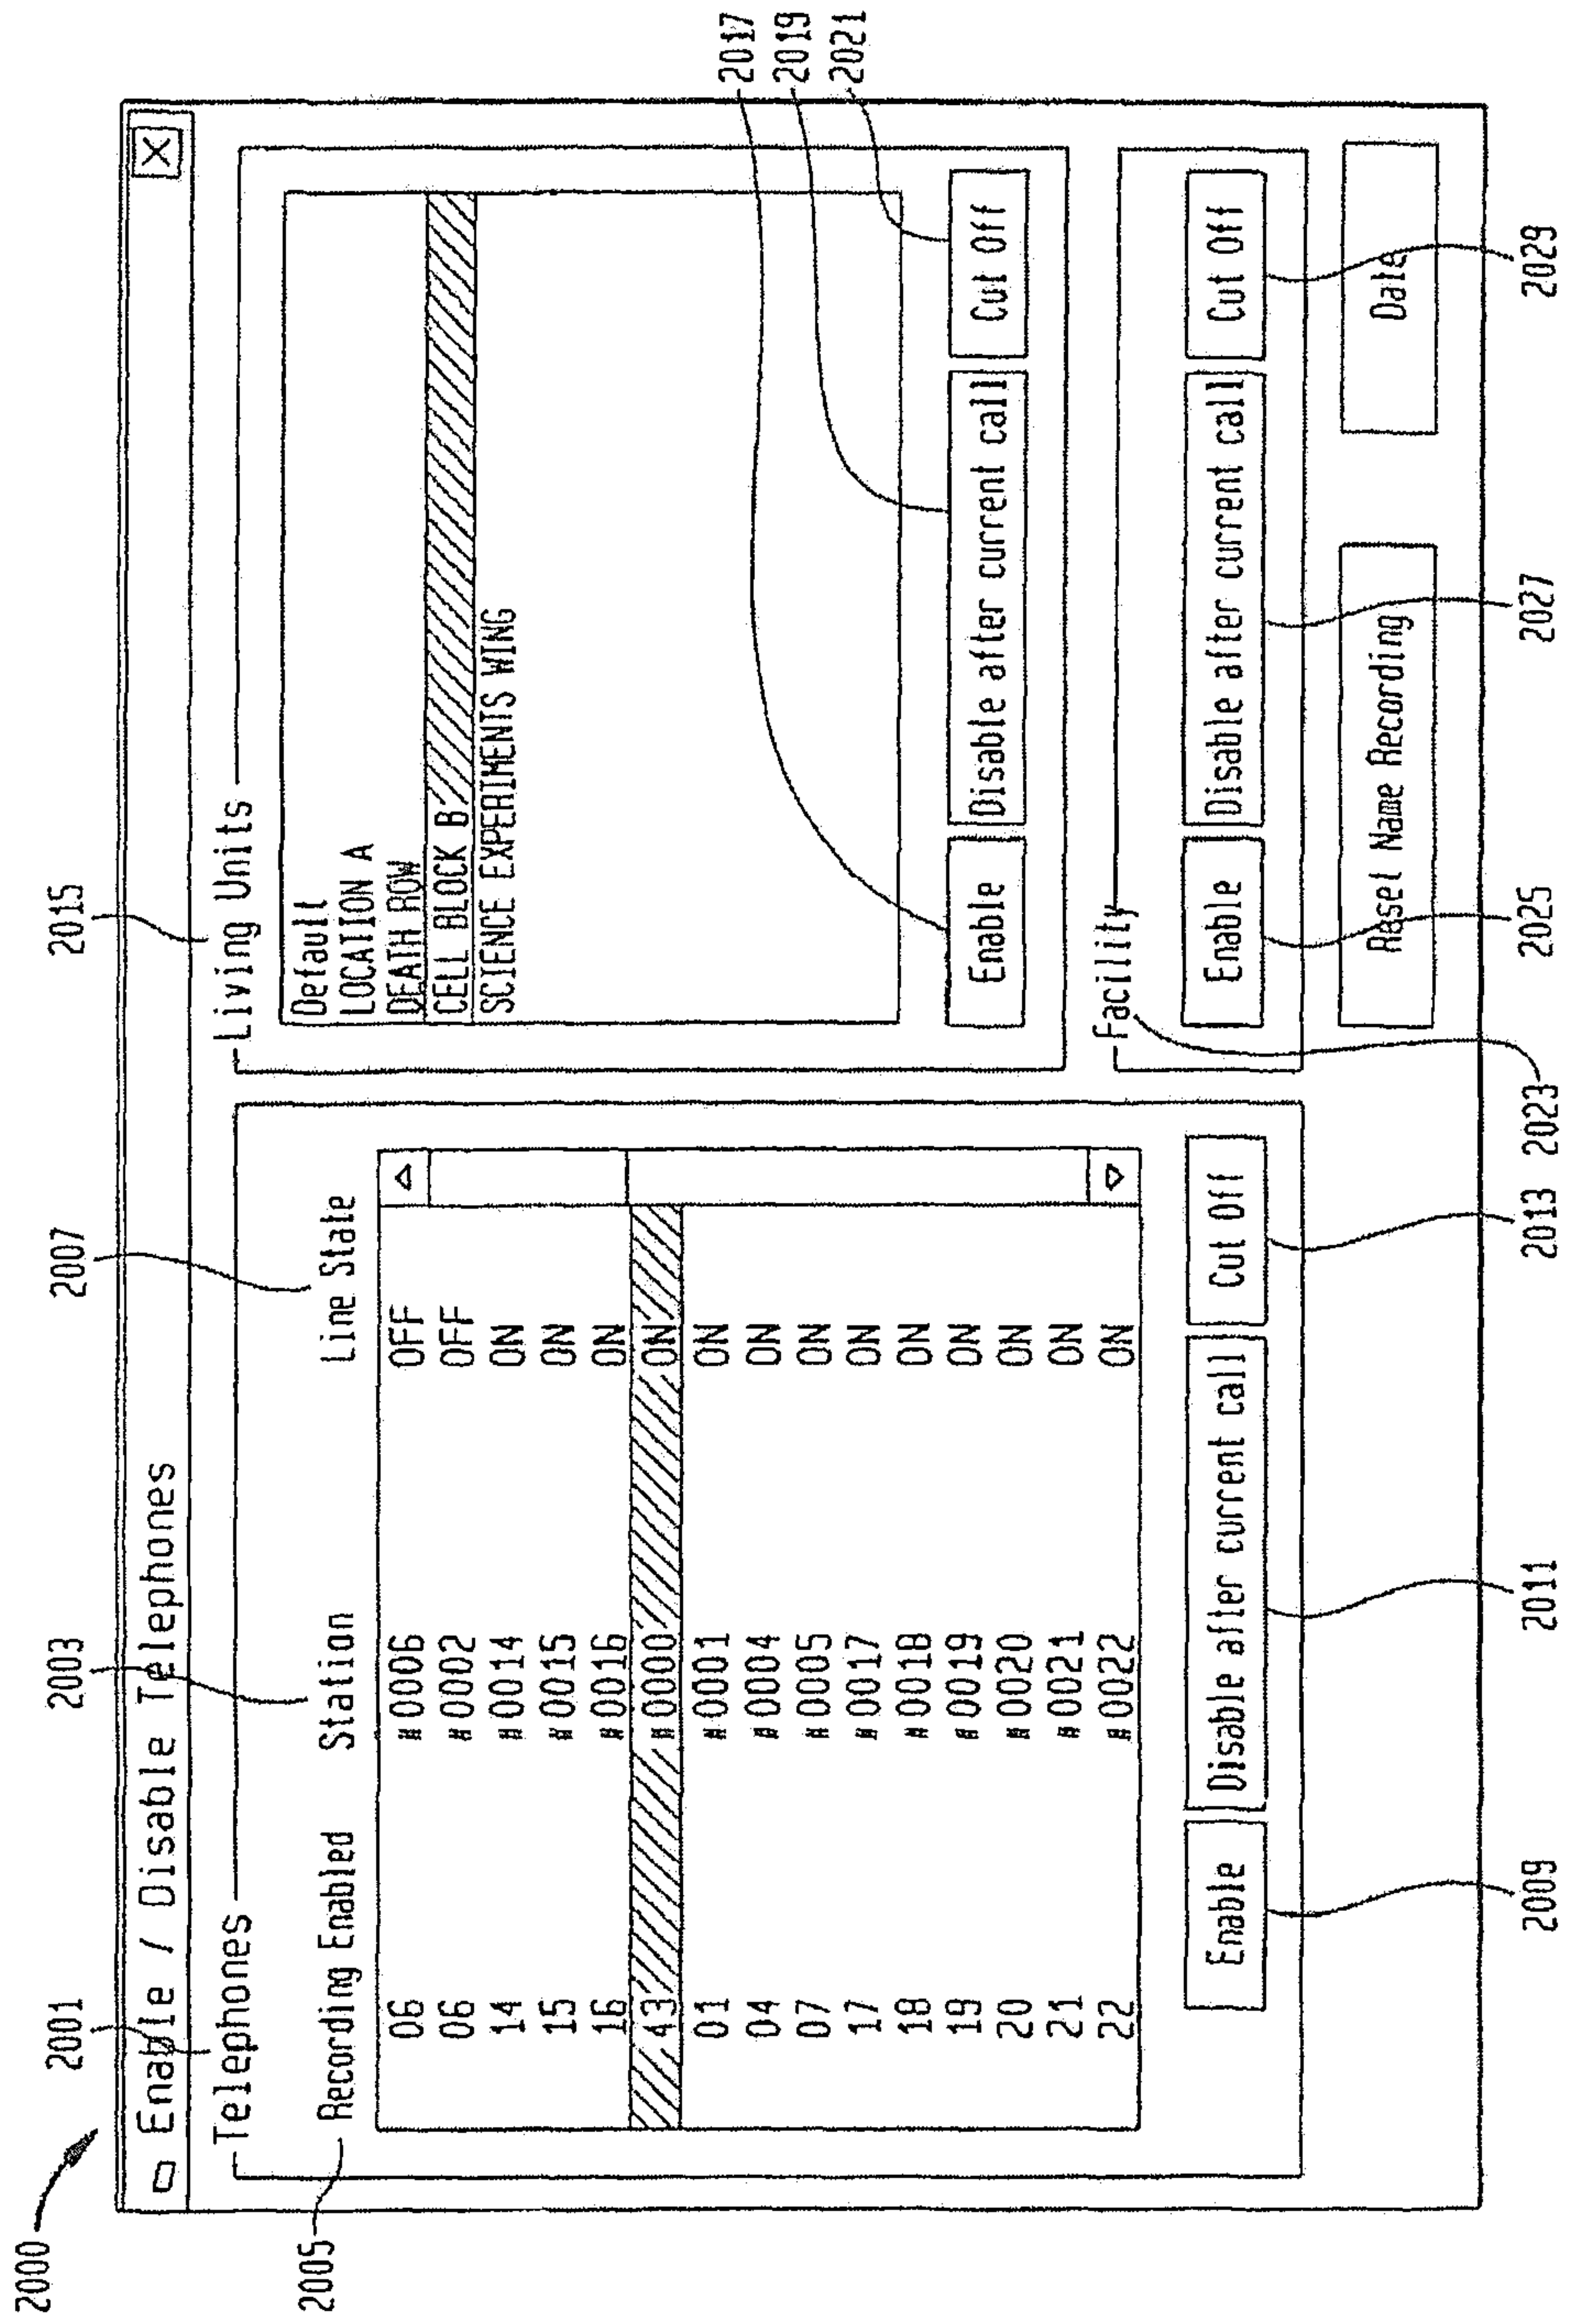 2000
2001
2003
2007
2015
Enable / Disable Telephones X
Telephones
2005
Recording Enabled Station Line State
06 #0006 OFF
06 #0002 OFF
14 #0014 ON
15 #0015 ON
16 #0016 ON
43 #0000 ON
01 #0001 ON
04 #0004 ON
07 #0005 ON
17 #0017 ON
18 #0018 ON
19 #0019 ON
20 #0020 ON
21 #0021 ON
22 #0022 ON
Enable Disable after current call Cut Off
2009
2011
2013
Living Units
Default
LOCATION A
DEATH ROW
CELL BLOCK B
SCIENCE EXPERIMENTS WING
2017
2019
2021
Enable Disable after current call Cut Off
Facility
Enable Disable after current call Cut Off
Reset Name Recording Date
2023
2025
2027
2029